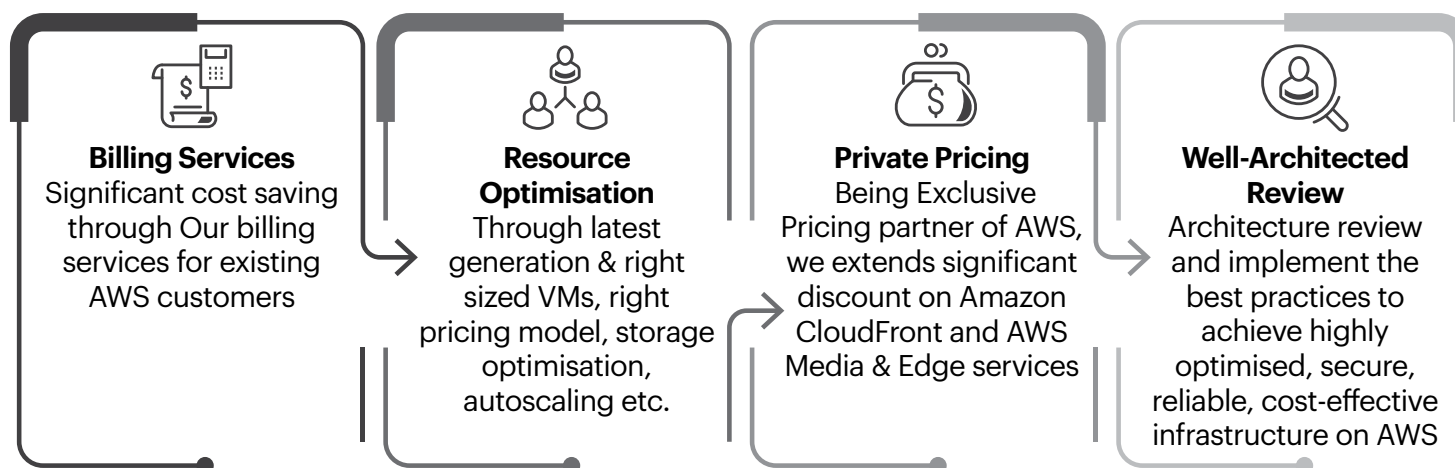 $
Billing Services
Significant cost saving
through Our billing
services for existing
AWS customers
Resource
Optimisation
Through latest
generation & right
sized VMs, right
pricing model, storage
optimisation,
autoscaling etc.
$
Private Pricing
Being Exclusive
Pricing partner of AWS,
we extends significant
discount on Amazon
CloudFront and AWS
Media & Edge services
Well-Architected
Review
Architecture review
and implement the
best practices to
achieve highly
optimised, secure,
reliable, cost-effective
infrastructure on AWS